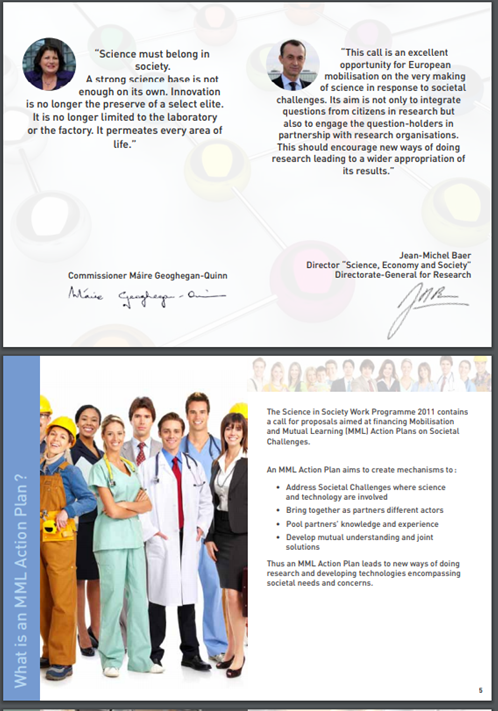 “Science must belong in
society.
A strong science base is not
enough on its own. Innovation
is no longer the preserve of a select elite.
It is no longer limited to the laboratory
or the factory. It permeates every area of
life.”
“This call is an excellent
opportunity for European
mobilisation on the very making
of science in response to societal
challenges. Its aim is not only to integrate
questions from citizens in research but
also to engage the question-holders in
partnership with research organisations.
This should encourage new ways of doing
research leading to a wider appropriation of
its results.”
Commissioner Máire Geoghegan-Quinn
Máire Geoghegan-Quinn
Jean-Michel Baer
Director “Science, Economy and Society”
Directorate-General for Research
What is an MML Action Plan?
The Science in Society Work Programme 2011 contains
a call for proposals aimed at financing Mobilisation
and Mutual Learning (MML) Action Plans on Societal
Challenges.
An MML Action Plan aims to create mechanisms to :
• Address Societal Challenges where science
and technology are involved
• Bring together as partners different actors
• Pool partners’ knowledge and experience
• Develop mutual understanding and joint
solutions
Thus an MML Action Plan leads to new ways of doing
research and developing technologies encompassing
societal needs and concerns.
5